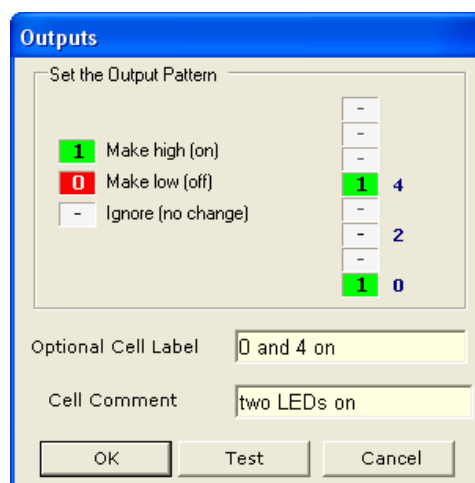 Outputs
Set the Output Pattern
1 Make high (on)
0 Make low (off)
- Ignore (no change)
-
-
-
1 4
-
- 2
-
1 0
Optional Cell Label 0 and 4 on
Cell Comment two LEDs on
OK Test Cancel